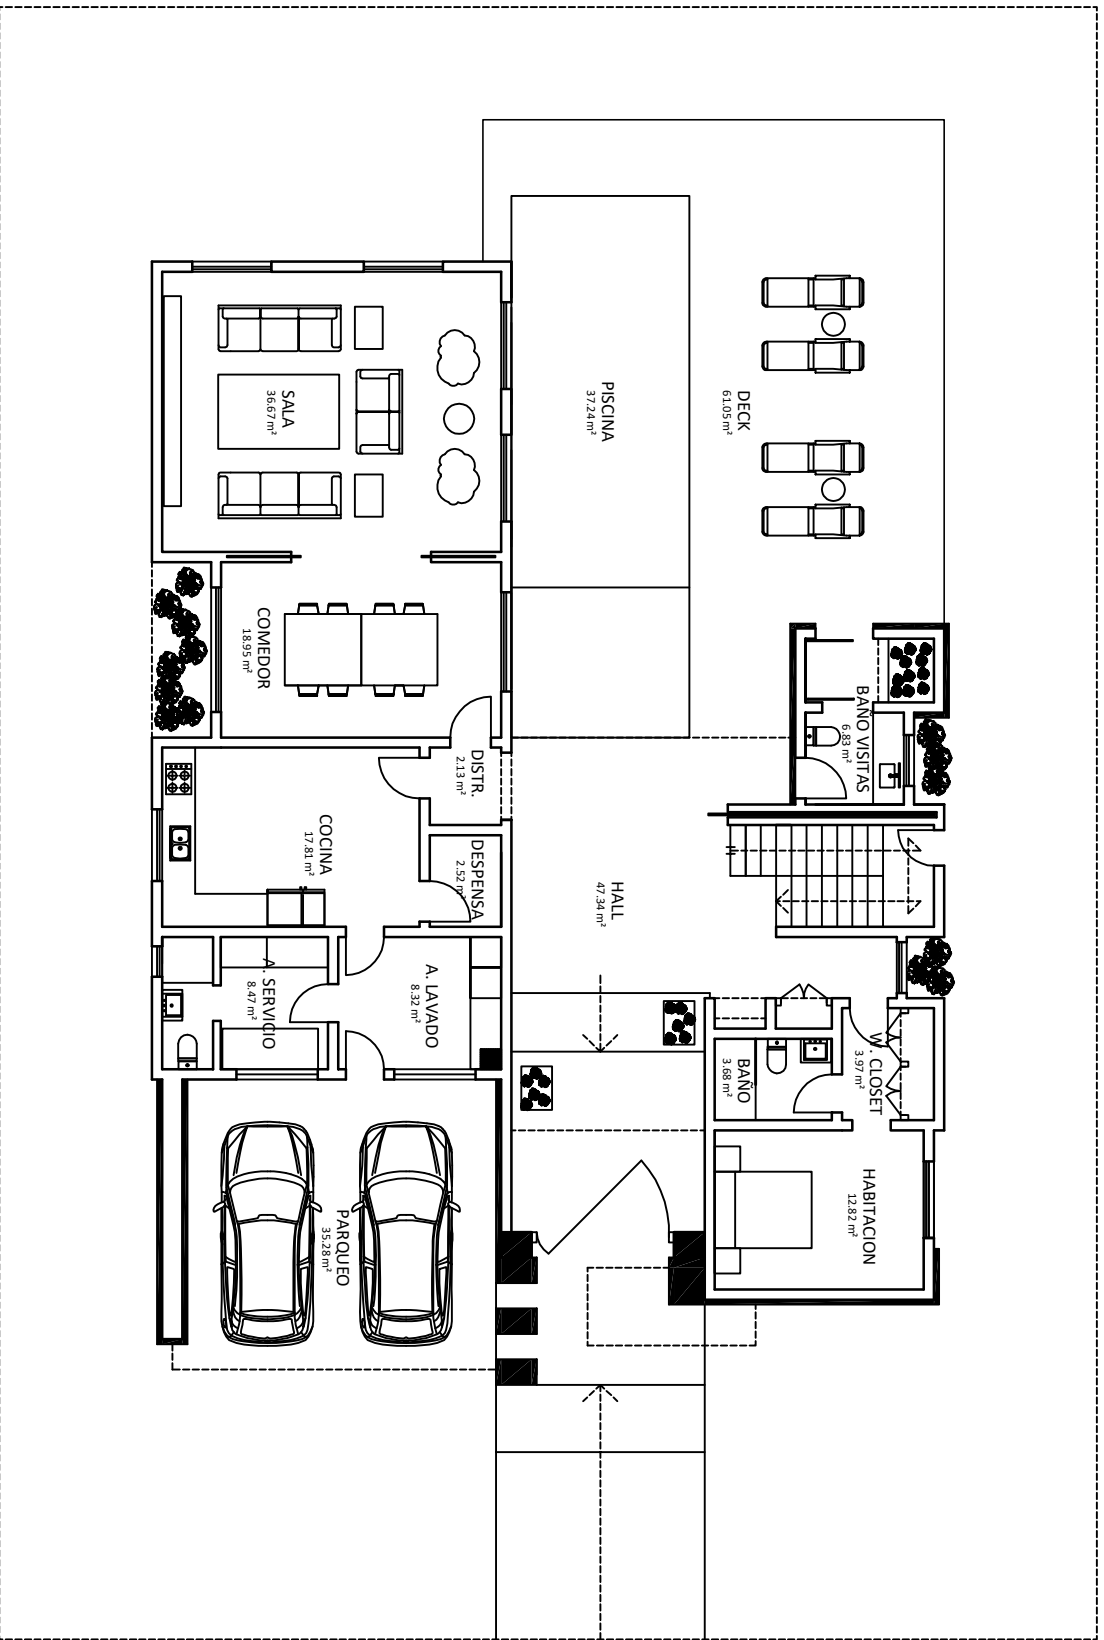 SALA
36.67 m²
PISCINA
37.24 m²
DECK
61.05 m²
COMEDOR
18.95 m²
BAÑO VISITAS
6.83 m²
DISTR.
2.13 m²
COCINA
17.81 m²
DESPENSA
2.52 m²
HALL
47.34 m²
A. SERVICIO
8.47 m²
A.LAVADO
8.32 m²
BAÑO
3.68 m²
W. CLOSET
3.97 m²
PARQUEO
35.28 m²
HABITACION
12.82 m²